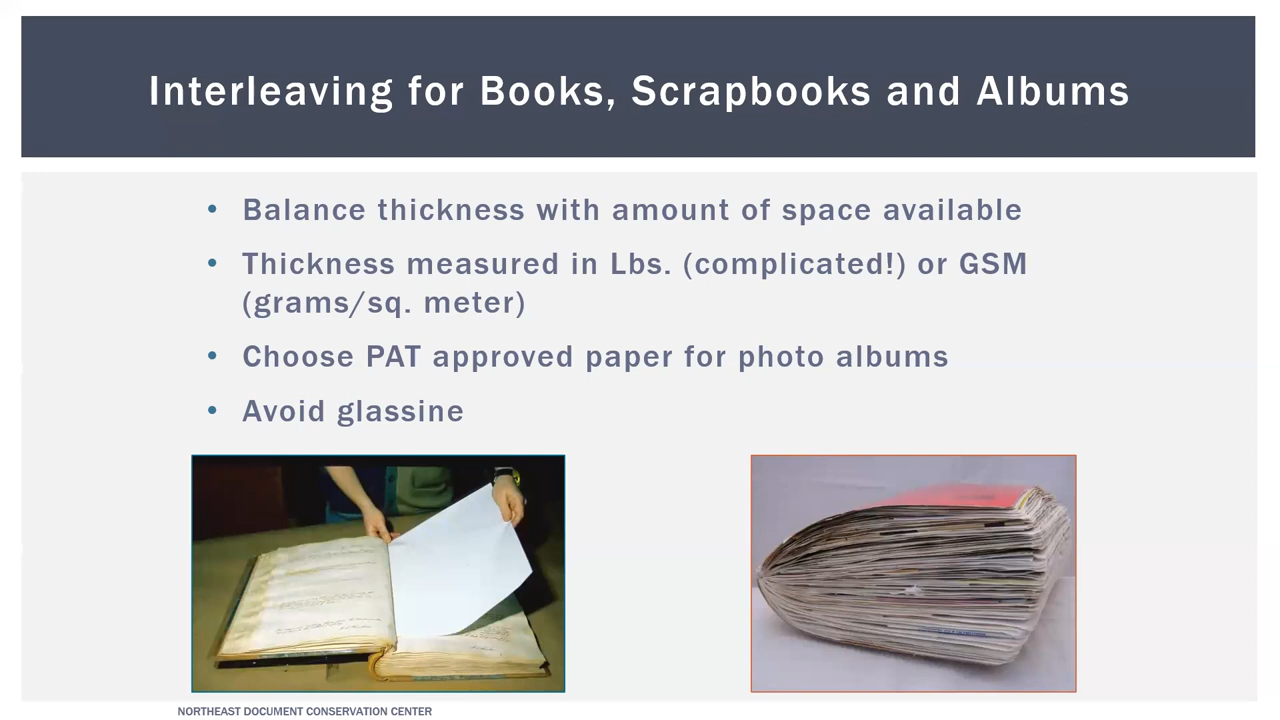 Interleaving for Books, Scrapbooks and Albums
• Balance thickness with amount of space available
• Thickness measured in Lbs. (complicated!) or GSM
(grams/sq. meter)
• Choose PAT approved paper for photo albums
• Avoid glassine
NORTHEAST DOCUMENT CONSERVATION CENTER